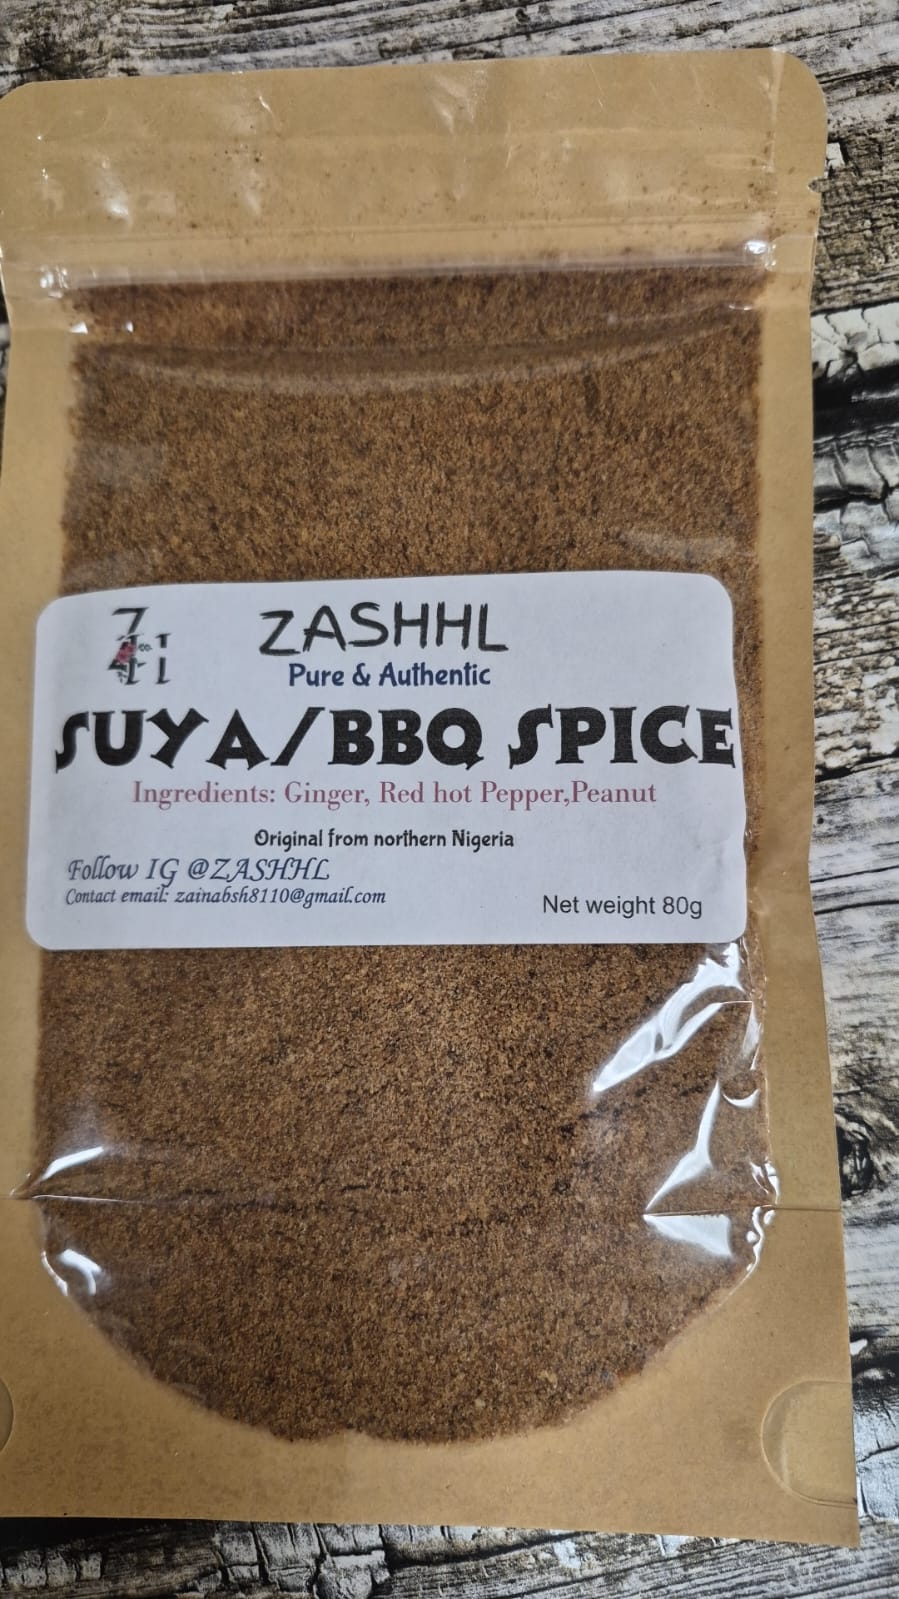 ZH
ZASHHL
Pure & Authentic
SUYA/BBQ SPICE
Ingredients: Ginger, Red hot Pepper,Peanut
Original from northern Nigeria
Follow IG @ZASHHL
Contact email: zainabsh8110@gmail.com
Net weight 80g